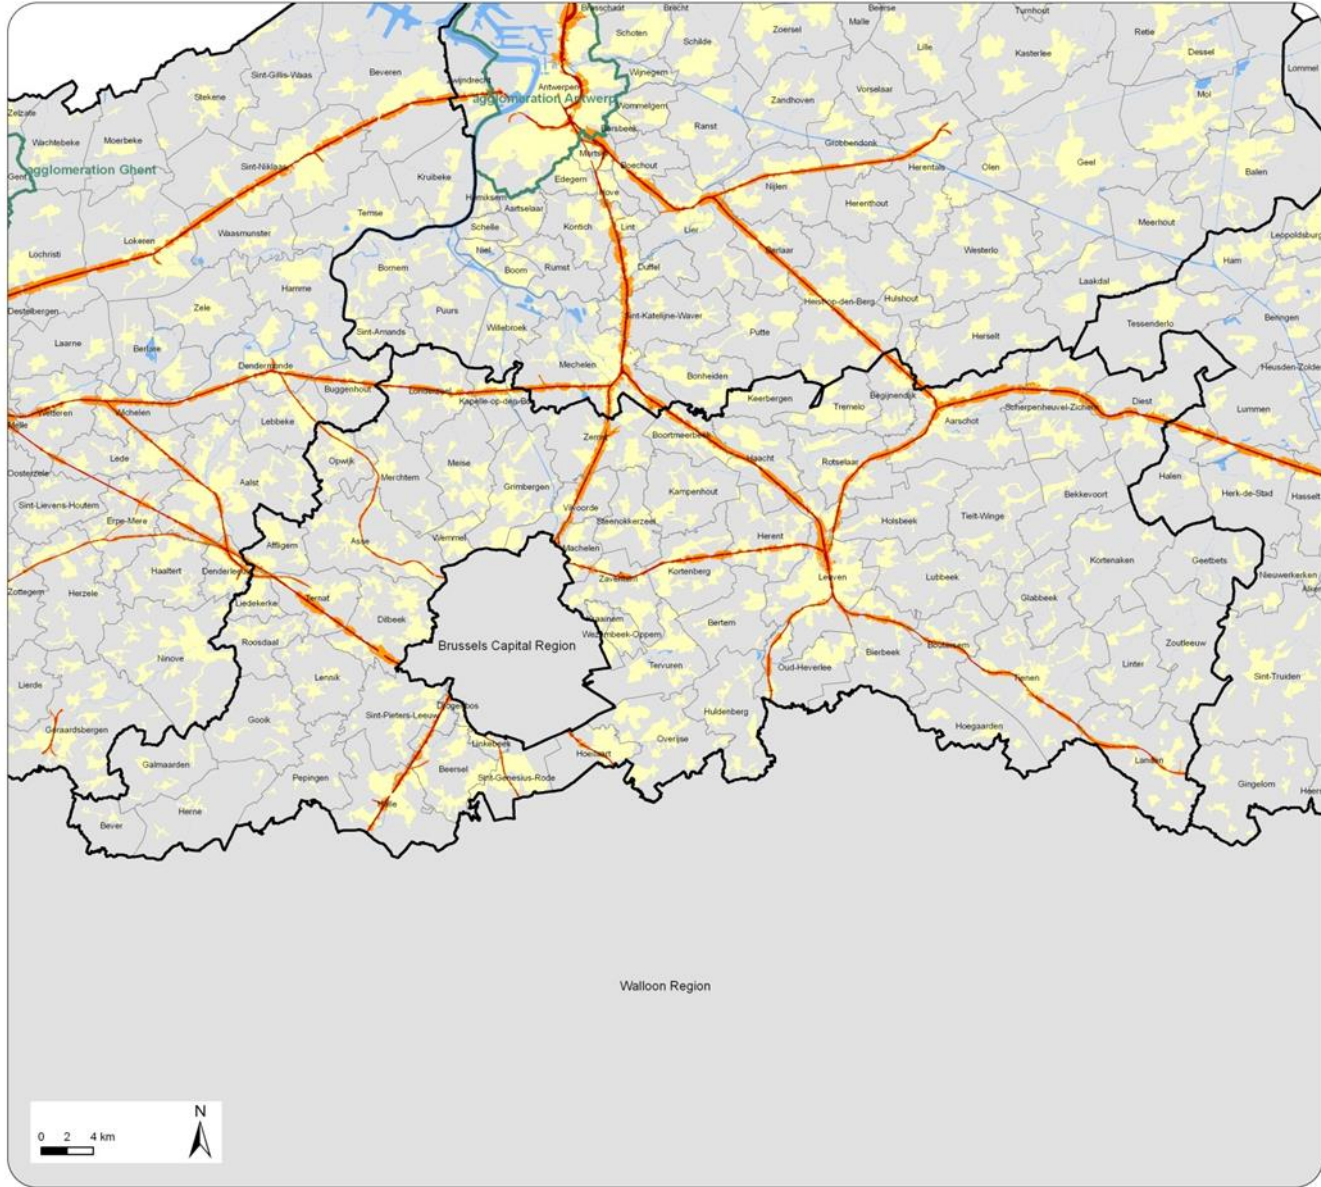 Brasschaat
Brecht
Beerse
Turnhout
Malle
Retie
Schoten
Zoersel
Schilde
Lille
Kasterlee
Dessel
Lommel
Sint-Gillis-Waas
Beveren
Zwijndrecht
Wijnegem
Antwerpen
agglomeration Antwerp
Stekene
Wommelgem
Zandhoven
Vorselaar
Mol
Zelzate
Wachtebeke
Moerbeke
Borsbeek
Ranst
Grobbendonk
Mortsel
Boechout
Herentals
Olen
Geel
Balen
agglomeration Ghent
Gent
Sint-Niklaas
Kruibeke
Edegem
Hove
Nijlen
Hemiksem
Aartselaar
Herenthout
Temse
Schelle
Kontich
Lint
Lier
Meerhout
Waasmunster
Lokeren
Lochristi
Niel
Berlaar
Westerlo
Leopoldsburg
Bornem
Boom
Rumst
Duffel
Ham
Laakdal
Hamme
Heist-op-den-Berg
Hulshout
Destelbergen
Zele
Puurs
Sint-Katelijne-Waver
Tessenderlo
Beringen
Sint-Amands
Willebroek
Putte
Herselt
Laarne
Berlare
Dendermonde
Mechelen
Heusden-Zolder
Buggenhout
Londerzeel
Bonheiden
Kapelle-op-den-Bos
Keerbergen
Begijnendijk
Tremelo
Scherpenheuvel-Zichem
Diest
Lummen
Wetteren
Wichelen
Melle
Lebbeke
Aarschot
Zemst
Boortmeerbeek
Lede
Opwijk
Meise
Haacht
Rotselaar
Oosterzele
Merchtem
Halen
Aalst
Grimbergen
Kampenhout
Bekkevoort
Herk-de-Stad
Hasselt
Sint-Lievens-Houtem
Vilvoorde
Erpe-Mere
Steenokkerzeel
Holsbeek
Tielt-Winge
Affligem
Asse
Wemmel
Herent
Machelen
Haaltert
Denderleeuw
Zaventem
Kortenberg
Leuven
Lubbeek
Kortenaken
Geetbets
Nieuwerkerken
Zottegem
Herzele
Liedekerke
Ternat
Glabbeek
Dilbeek
Kraainem
Bertem
Wezembeek-Oppem
Roosdaal
Brussels Capital Region
Bierbeek
Boutersem
Zoutleeuw
Ninove
Tervuren
Oud-Heverlee
Linter
Lierde
Lennik
Tienen
Sint-Truiden
Drogenbos
Sint-Pieters-Leeuw
Huldenberg
Gooik
Hoegaarden
Geraardsbergen
Linkebeek
Hoeilaart
Overijse
Galmaarden
Beersel
Landen
Pepingen
Sint-Genesius-Rode
Gingelom
Halle
Herne
Bever
Walloon Region
N
0 2 4 km